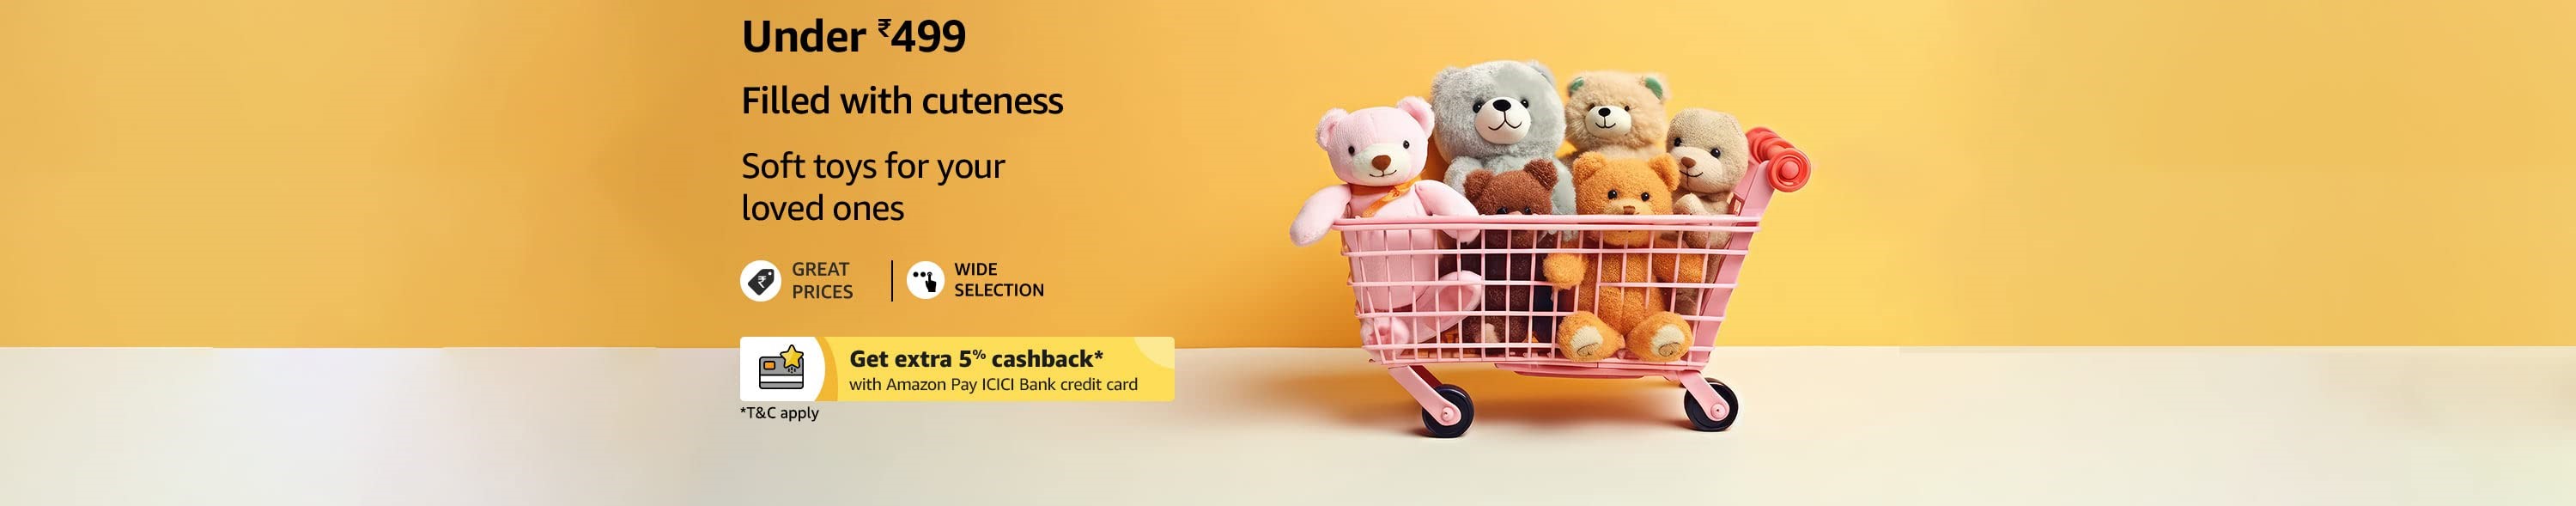 Under ₹499
Filled with cuteness
Soft toys for your
loved ones
GREAT
PRICES
WIDE
SELECTION
Get extra 5% cashback*
with Amazon Pay ICICI Bank credit card
*T&C apply